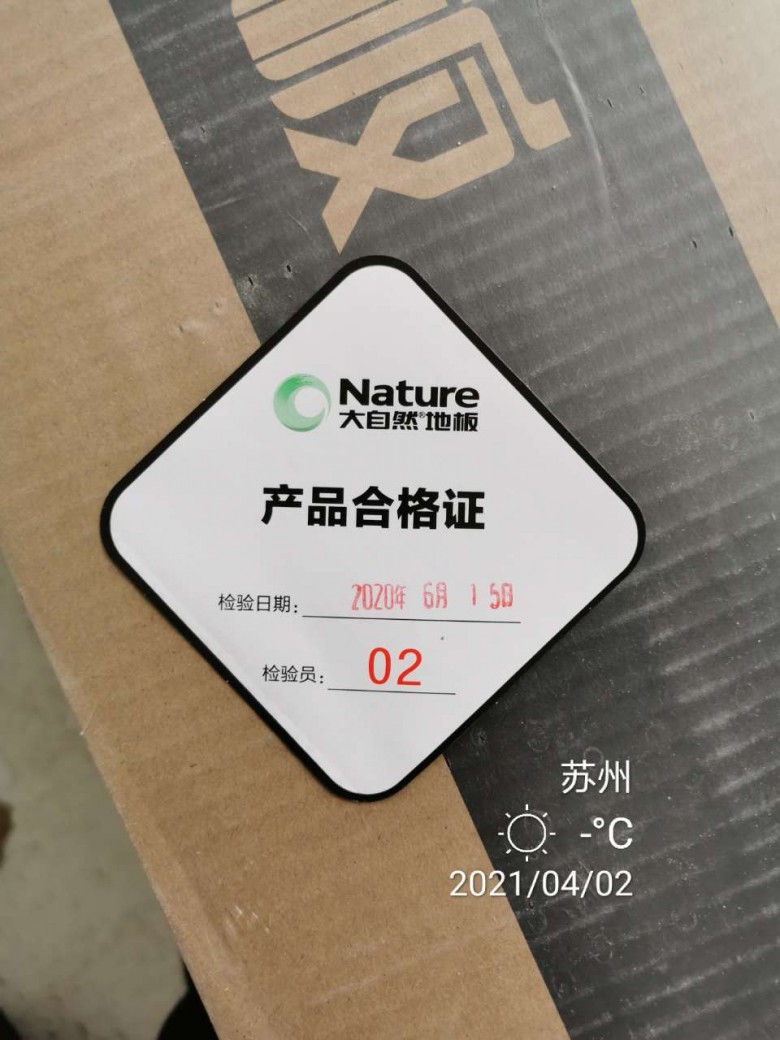 板
Nature
大自然®地板
产品合格证
检验日期: 2020年 6月 15日
检验员: 02
苏州
-°C
2021/04/02